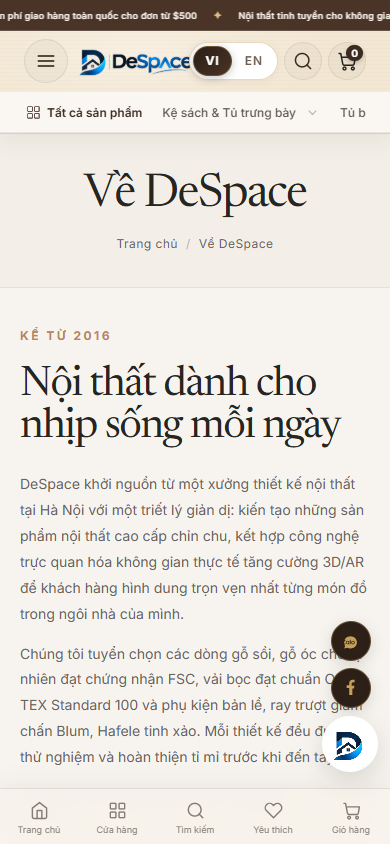 phí giao hàng toàn quốc cho đơn từ $500 ✦ Nội thất tinh tuyển cho không
DeSpace VI EN 0
Tất cả sản phẩm Kệ sách & Tủ trưng bày Tủ
Về DeSpace
Trang chủ / Về DeSpace
KỂ TỪ 2016
Nội thất dành cho
nhịp sống mỗi ngày
DeSpace khởi nguồn từ một xưởng thiết kế nội thất
tại Hà Nội với một triết lý giản dị: kiến tạo những sản
phẩm nội thất cao cấp chỉn chu, kết hợp công nghệ
trực quan hóa không gian thực tế tăng cường 3D/AR
để khách hàng hình dung trọn vẹn nhất từng món đồ
trong ngôi nhà của mình.
Chúng tôi tuyển chọn các dòng gỗ sồi, gỗ óc
nhiên đạt chứng nhận FSC, vải bọc đạt chuẩn
TEX Standard 100 và phụ kiện bản lề, ray trượt giảm
chấn Blum, Hafele tinh xảo. Mỗi thiết kế đều
thử nghiệm và hoàn thiện tỉ mỉ trước khi đến
Zalo
Trang chủ Cửa hàng Tìm kiếm Yêu thích Giỏ hàng